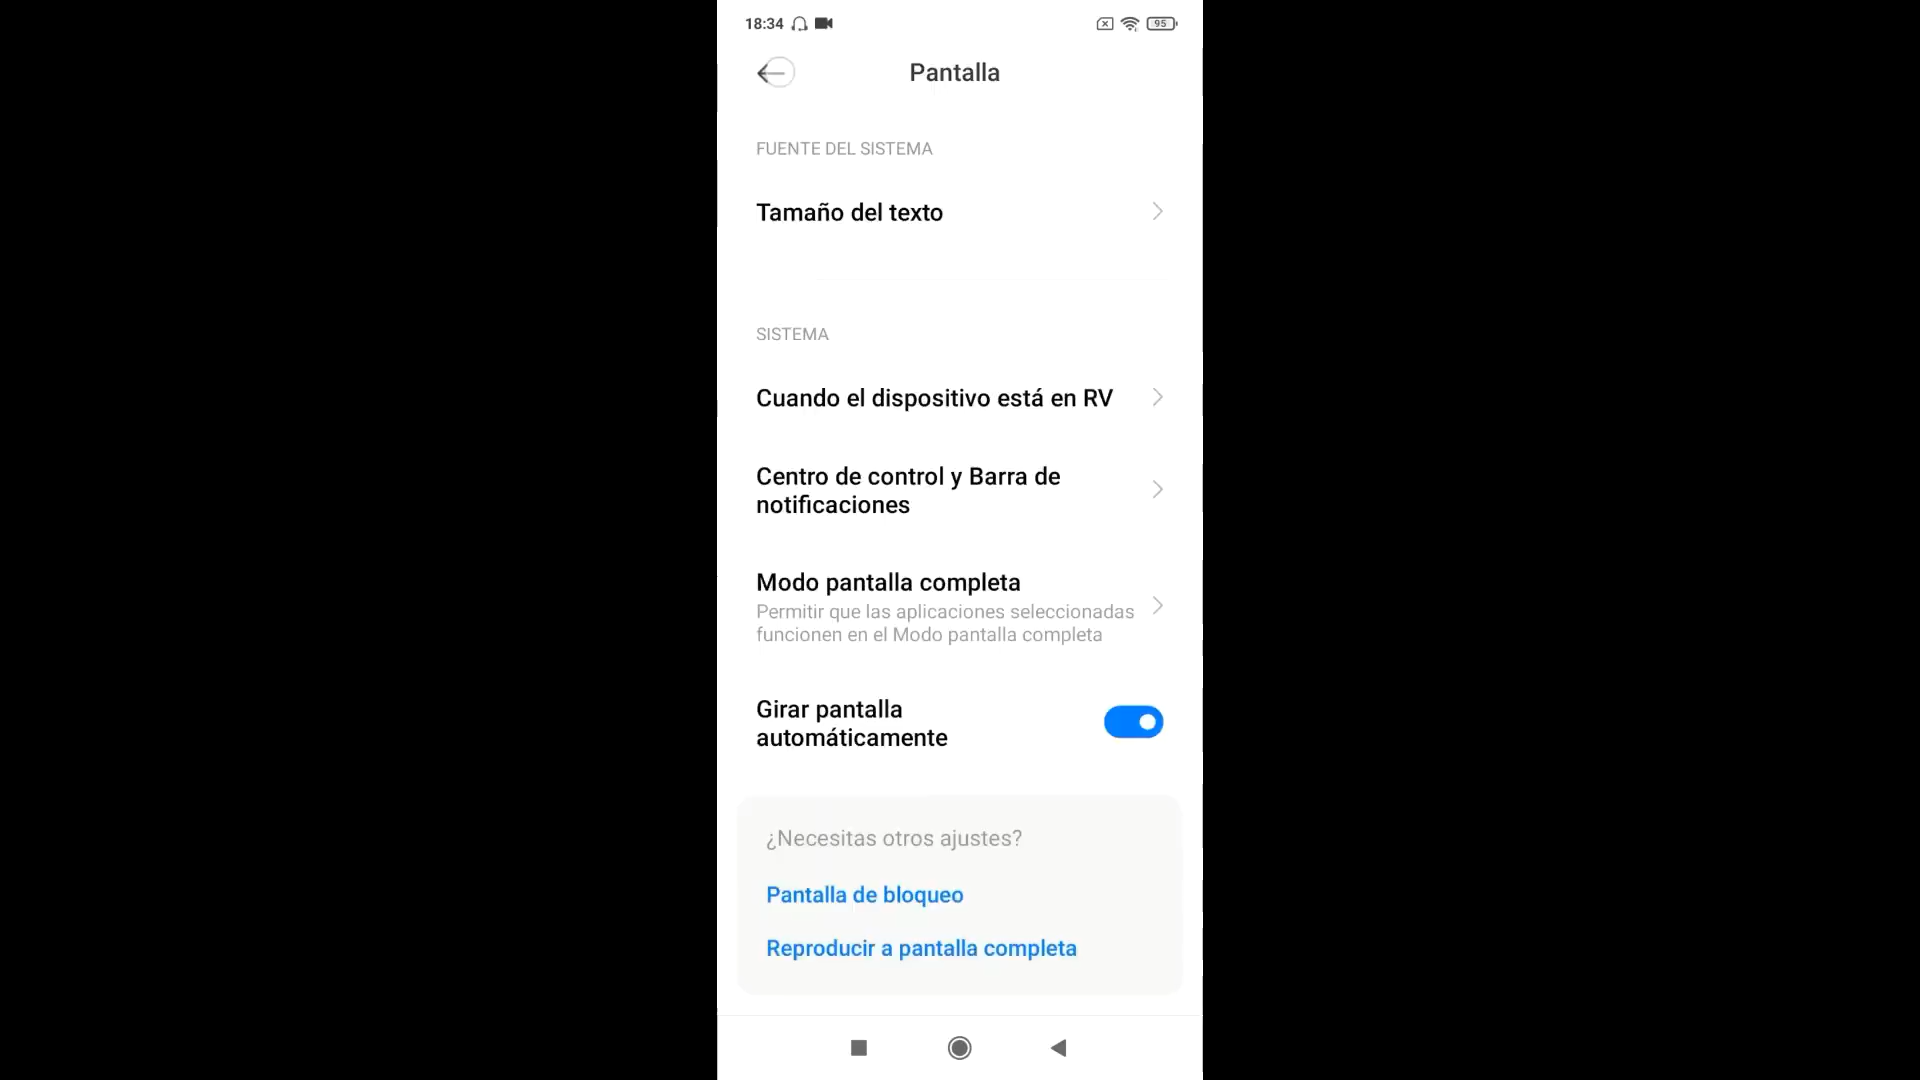 18:34
95
Pantalla
FUENTE DEL SISTEMA
Tamaño del texto
SISTEMA
Cuando el dispositivo está en RV
Centro de control y Barra de
notificaciones
Modo pantalla completa
Permitir que las aplicaciones seleccionadas
funcionen en el Modo pantalla completa
Girar pantalla
automáticamente
¿Necesitas otros ajustes?
Pantalla de bloqueo
Reproducir a pantalla completa